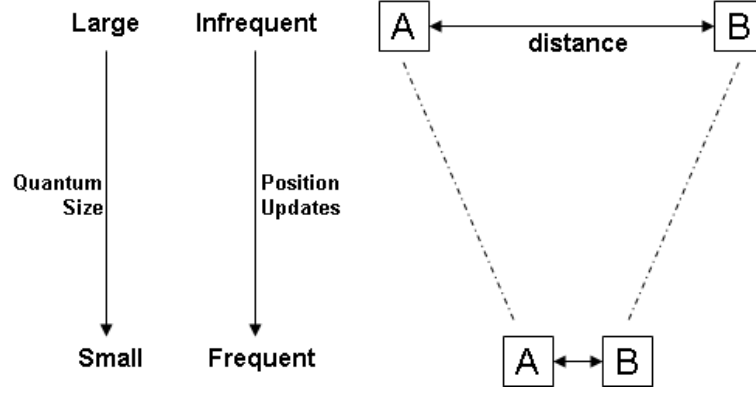 Large
Infrequent
A
B
distance
Quantum
Size
Position
Updates
Small
Frequent
A
B